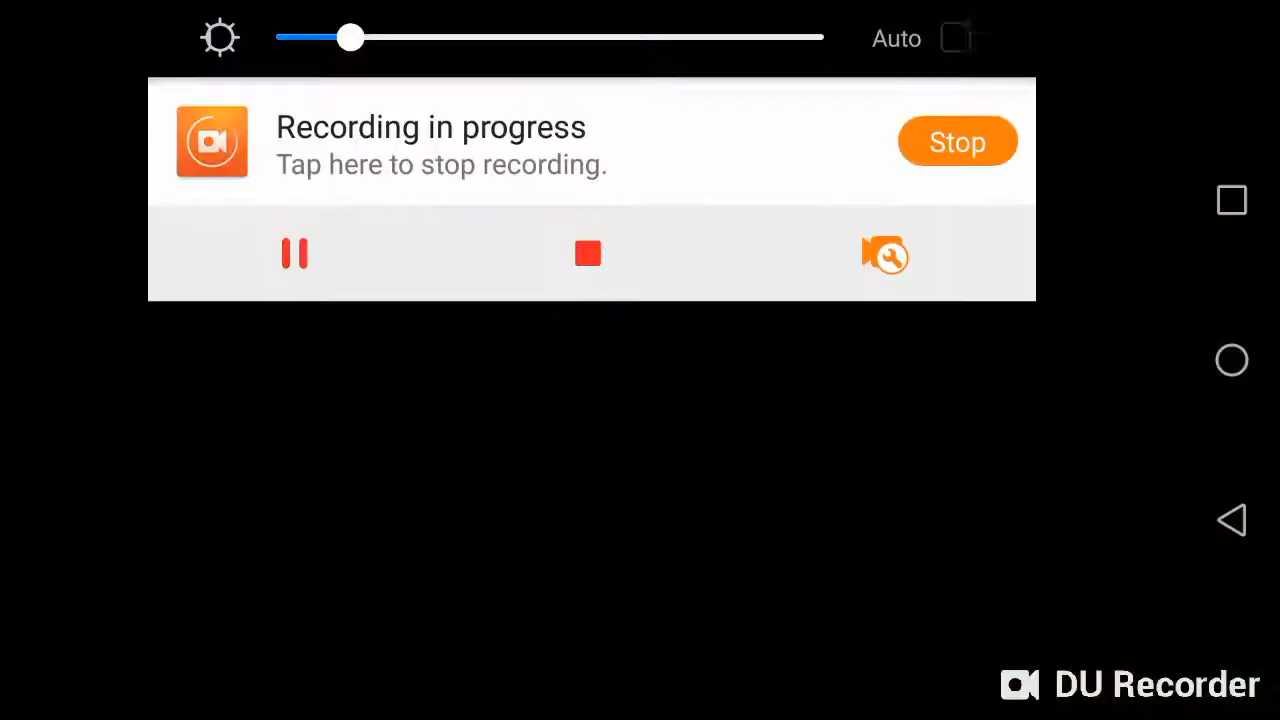 Auto
Recording in progress
Tap here to stop recording.
Stop
DU Recorder